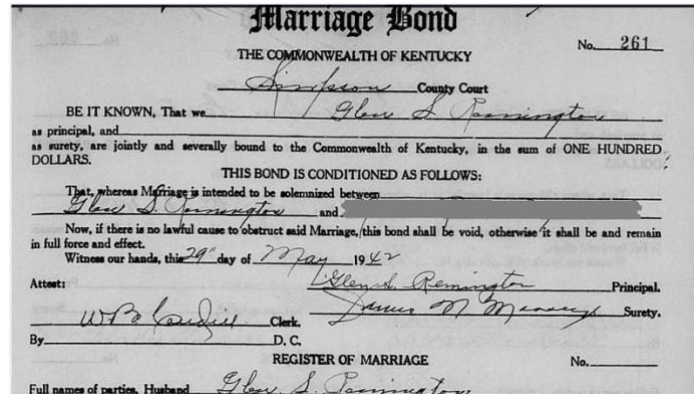 Marriage Bond
No. 261
THE COMMONWEALTH OF KENTUCKY
Simpson County Court
BE IT KNOWN, That we Glen S. Remington
as principal, and
as surety, are jointly and severally bound to the Commonwealth of Kentucky, in the sum of ONE HUNDRED
DOLLARS.
THIS BOND IS CONDITIONED AS FOLLOWS:
That, whereas Marriage is intended to be solemnized between
Glen S. Remington and
Now, if there is no lawful cause to obstruct said Marriage, this bond shall be void, otherwise it shall be and remain
in full force and effect.
Witness our hands, this 29" day of May 1942
Attest: Glen S. Remington Principal.
James M Surety.
W B Clerk.
By D. C.
REGISTER OF MARRIAGE No.
Full names of parties, Husband Glen S. Remington